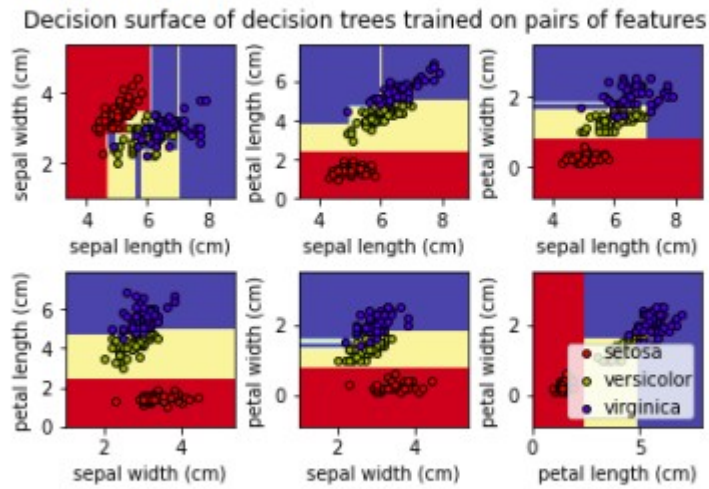 Decision surface of decision trees trained on pairs of features
sepal width (cm)
4
2
4 6 8
sepal length (cm)
petal length (cm)
6
4
2
0
4 6 8
sepal length (cm)
petal width (cm)
2
0
4 6 8
sepal length (cm)
petal length (cm)
6
4
2
0
2 4
sepal width (cm)
petal width (cm)
2
0
2 4
sepal width (cm)
petal width (cm)
2
0
0 5
petal length (cm)
setosa
versicolor
virginica